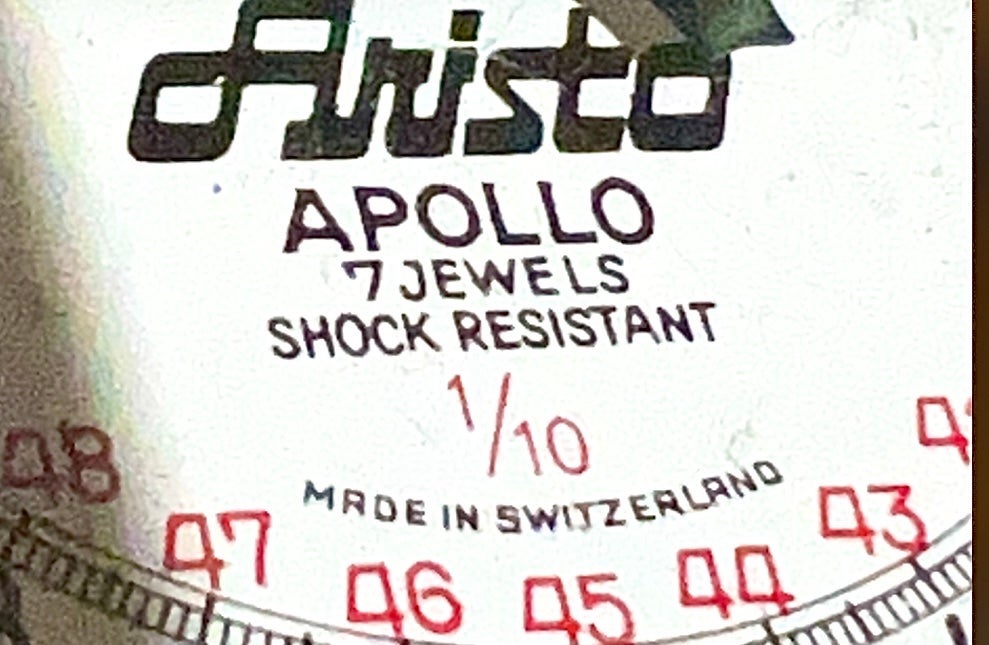 Aristo
APOLLO
7 JEWELS
SHOCK RESISTANT
1/10
MADE IN SWITZERLAND
48 47 46 45 44 43